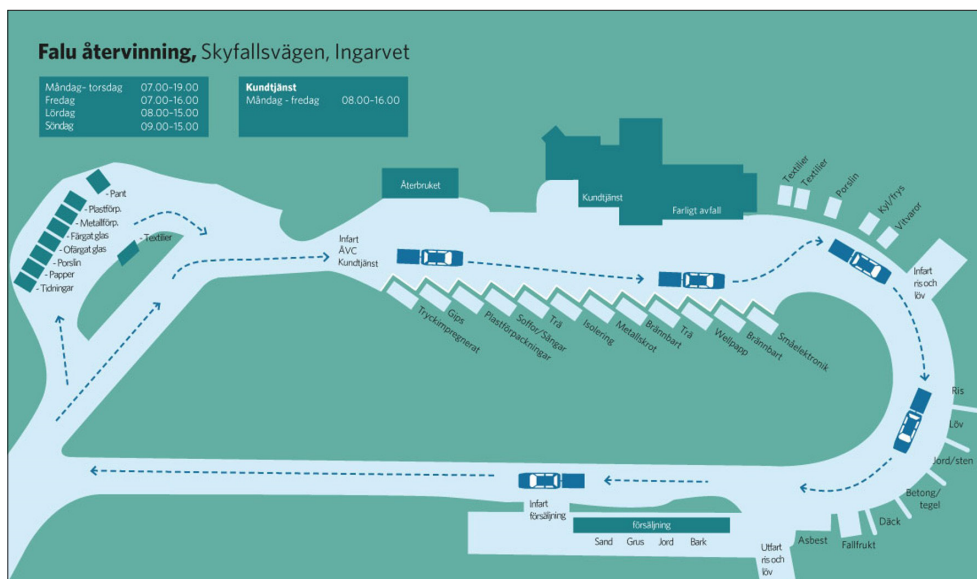 Falu återvinning, Skyfallsvägen, Ingarvet
Måndag- torsdag 07.00-19.00
Fredag 07.00-16.00
Lördag 08.00-15.00
Söndag 09.00-15.00
Kundtjänst
Måndag - fredag 08.00-16.00
- Pant
- Plastförp.
- Metallförp.
- Färgat glas
- Ofärgat glas
- Porslin
- Papper
- Tidningar
- Textilier
Återbruket
Infart
ÅVC
Kundtjänst
Kundtjänst
Farligt avfall
Textilier
Textilier
Porslin
Kyl/frys
Vitvaror
Infart
ris och
löv
Tryckimpregnerat
Gips
Plastförpackningar
Soffor/Sängar
Trä
Isolering
Metallskrot
Brännbart
Trä
Wellpapp
Brännbart
Småelektronik
Ris
Löv
Jord/sten
Betong/
tegel
Däck
Fallfrukt
Asbest
Utfart
ris och
löv
Infart
försäljning
försäljning
Sand Grus Jord Bark